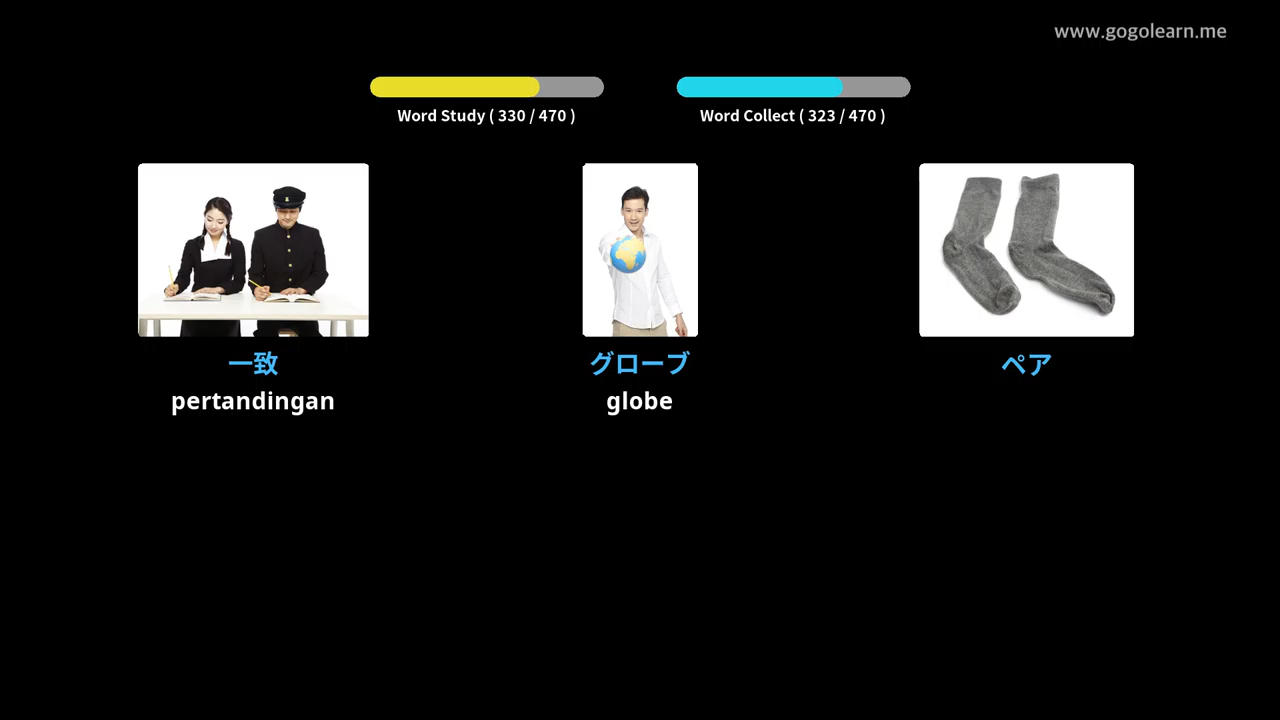 www.gogolearn.me
Word Study ( 330 / 470 )
Word Collect ( 323 / 470 )
一致
グローブ
ペア
pertandingan
globe